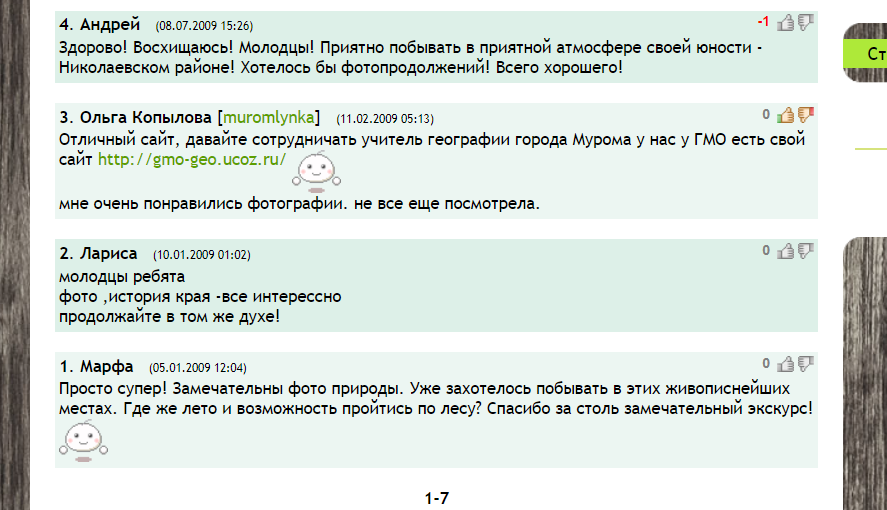 4. Андрей (08.07.2009 15:26) -1
Здорово! Восхищаюсь! Молодцы! Приятно побывать в приятной атмосфере своей юности -
Николаевском районе! Хотелось бы фотопродолжений! Всего хорошего!
3. Ольга Копылова [muromlynka] (11.02.2009 05:13) 0
Отличный сайт, давайте сотрудничать учитель географии города Мурома у нас у ГМО есть свой
сайт http://gmo-geo.ucoz.ru/
мне очень понравились фотографии. не все еще посмотрела.
2. Лариса (10.01.2009 01:02) 0
молодцы ребята
фото ,история края -все интерессно
продолжайте в том же духе!
1. Марфа (05.01.2009 12:04) 0
Просто супер! Замечательны фото природы. Уже захотелось побывать в этих живописнейших
местах. Где же лето и возможность пройтись по лесу? Спасибо за столь замечательный экскурс!
1-7
Ст